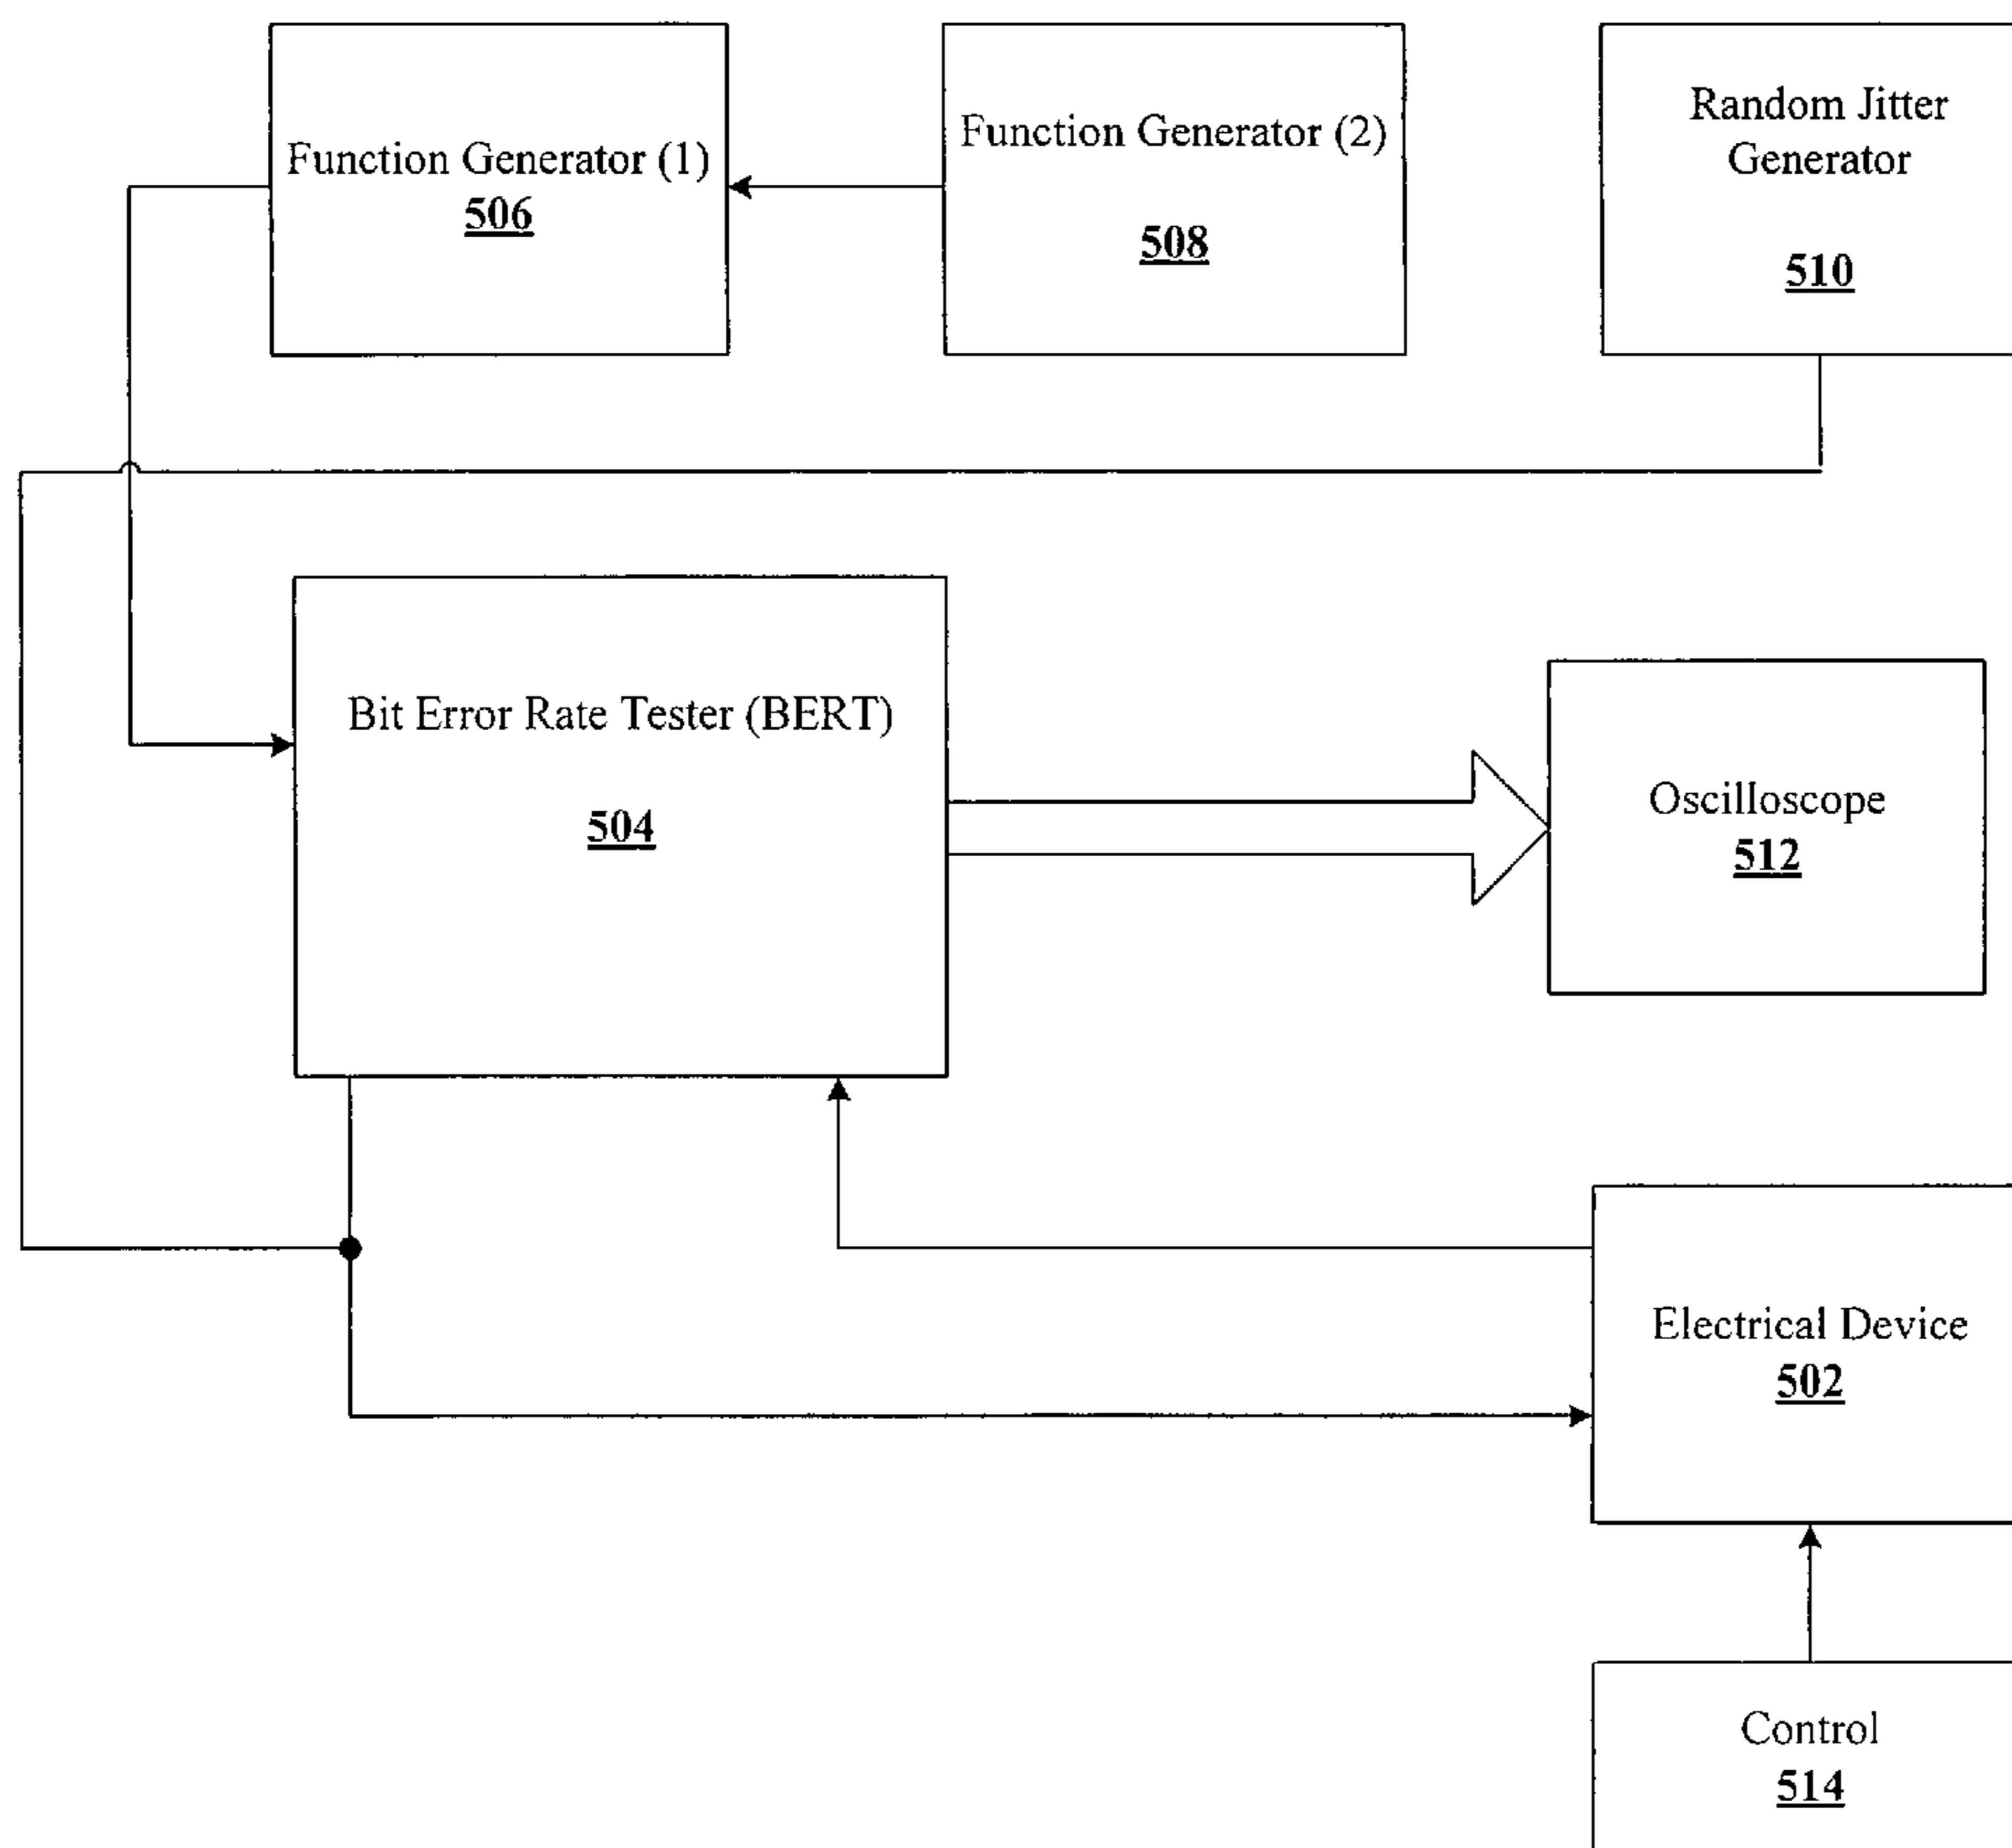 Function Generator (1)
506
Function Generator (2)
508
Random Jitter
Generator
510
Bit Error Rate Tester (BERT)
504
Oscilloscope
512
Electrical Device
502
Control
514